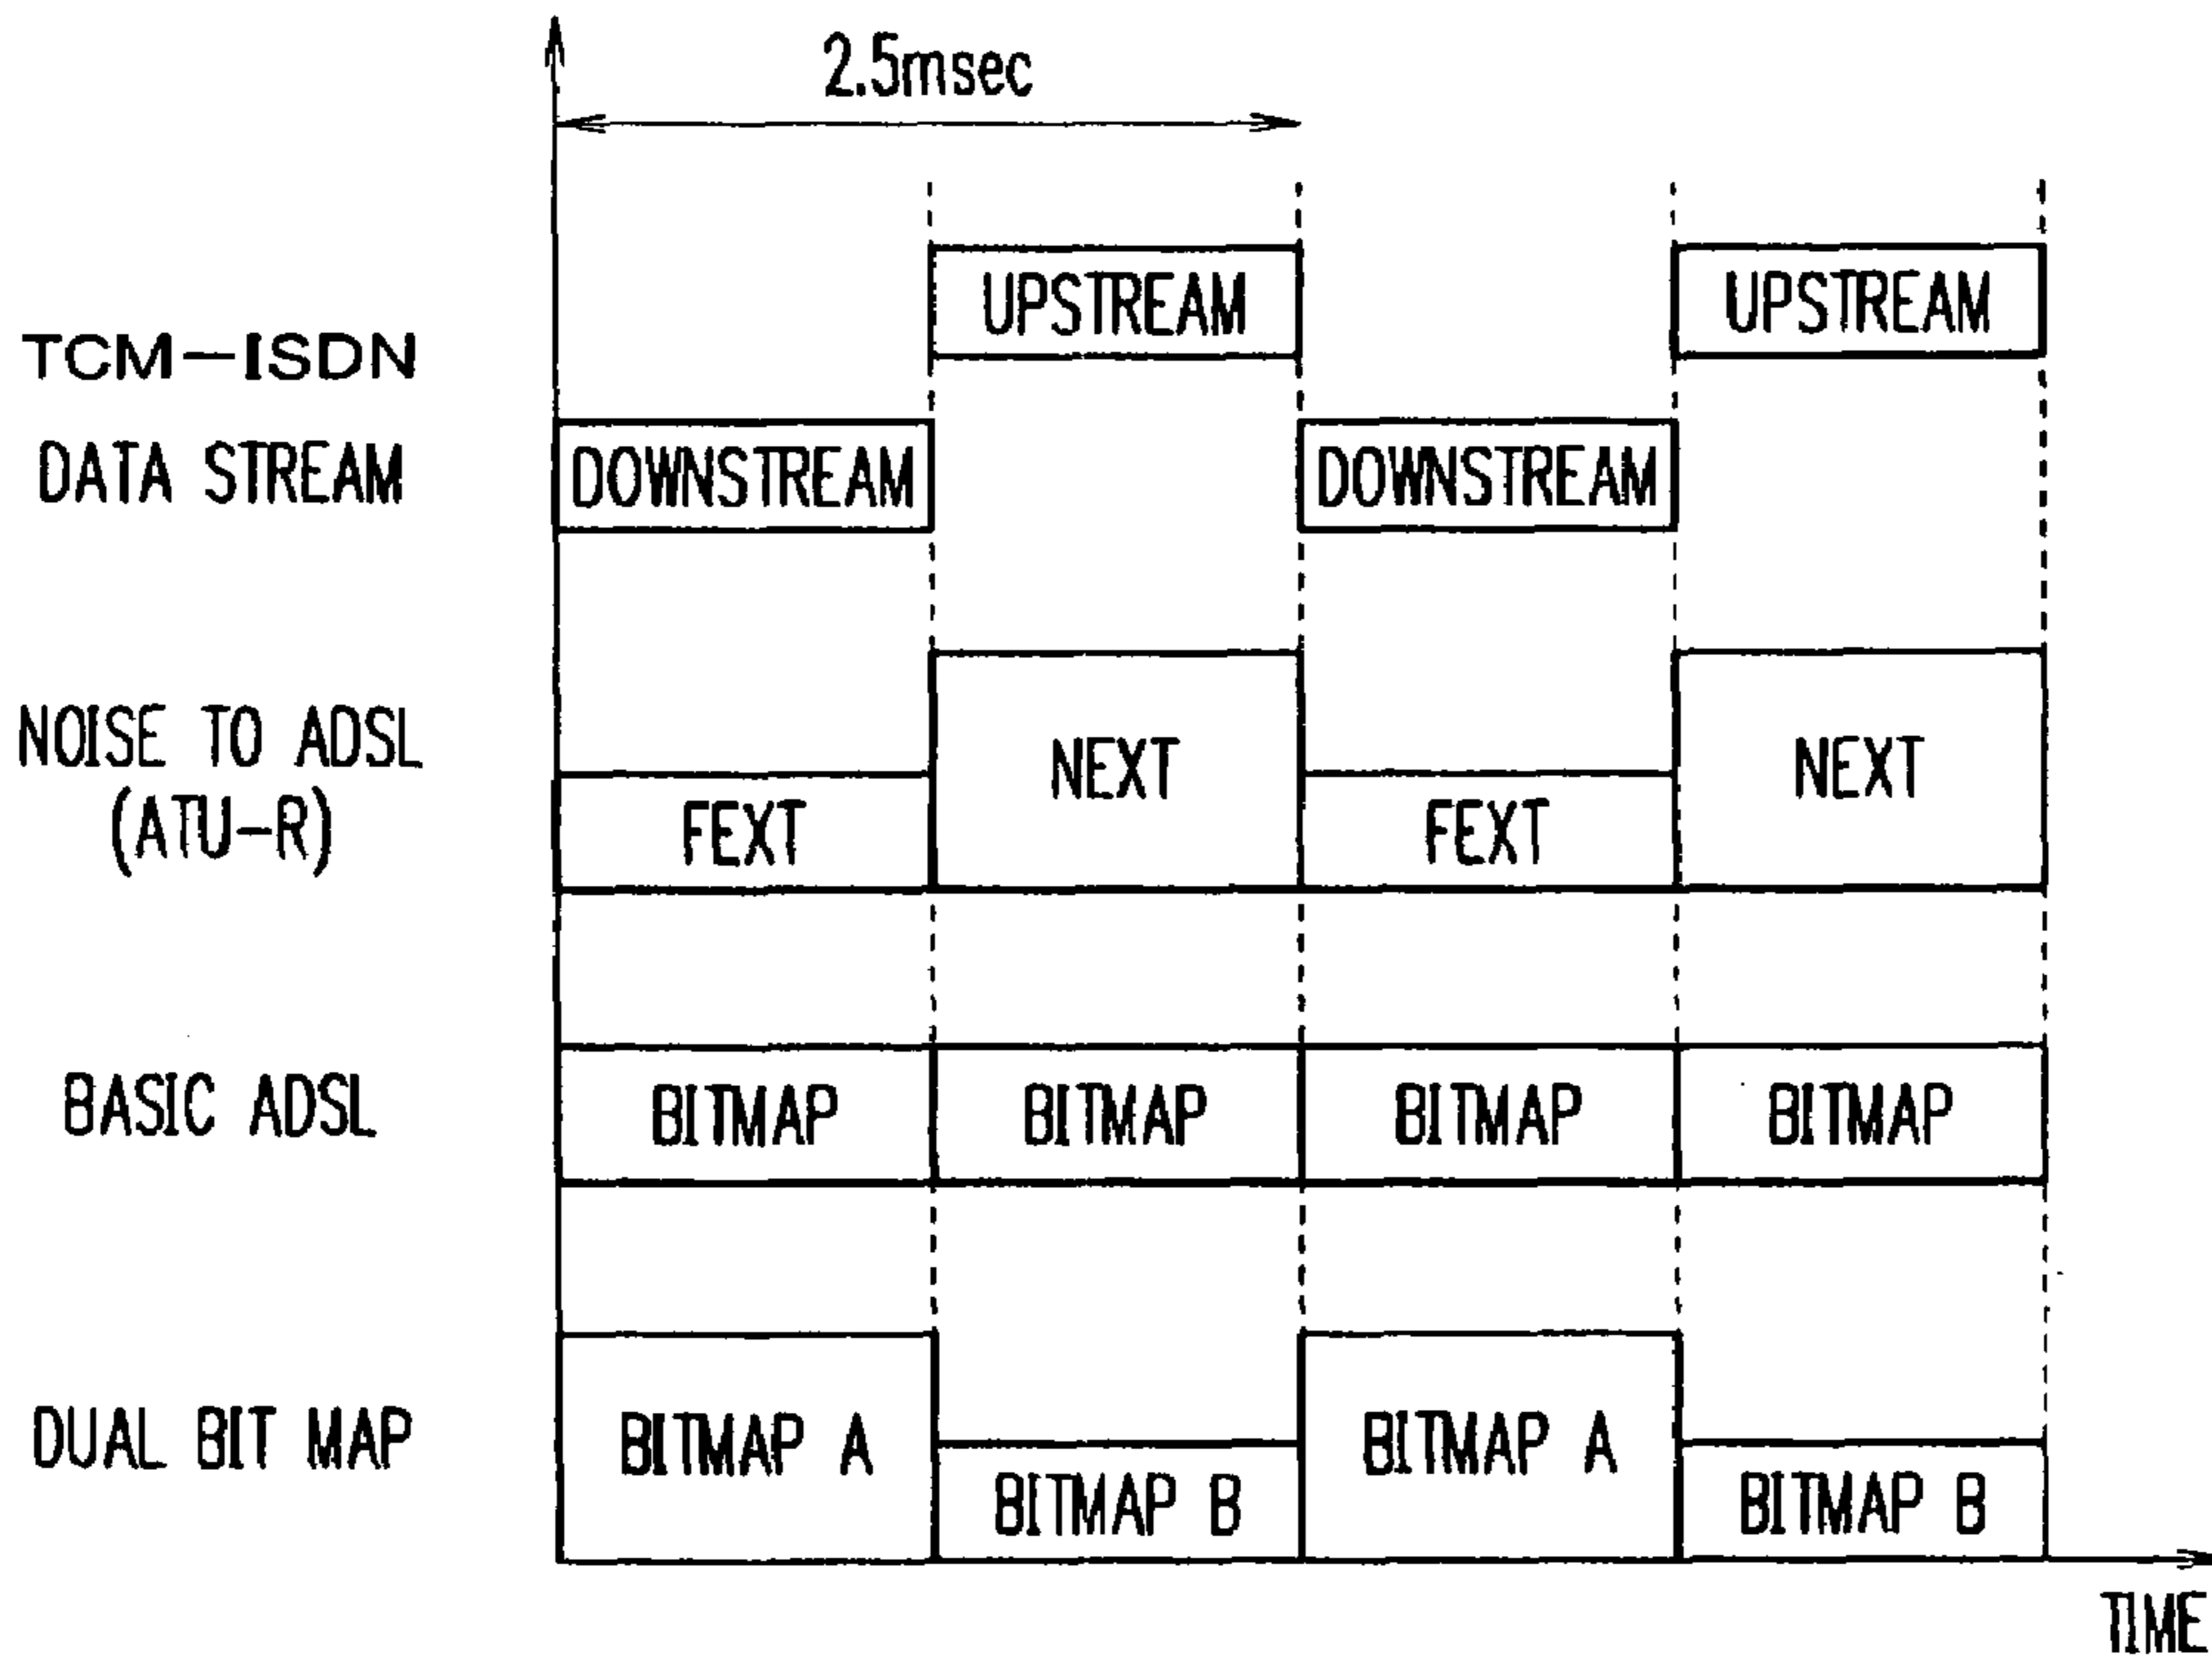 2.5msec
UPSTREAM UPSTREAM
TCM-ISDN
DATA STREAM DOWNSTREAM DOWNSTREAM
NOISE TO ADSL NEXT NEXT
(ATU-R) FEXT FEXT
BASIC ADSL BITMAP BITMAP BITMAP BITMAP
DUAL BIT MAP BITMAP A BITMAP A
BITMAP B BITMAP B
TIME